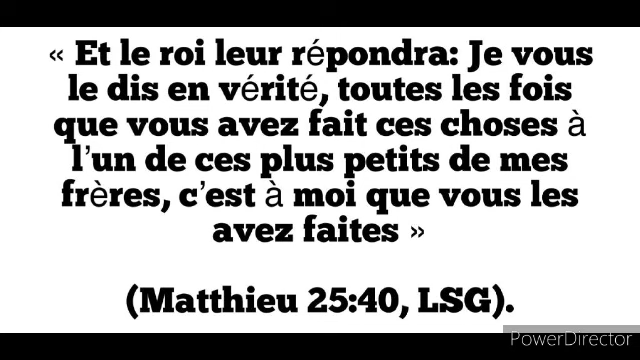 « Et le roi leur répondra: Je vous
le dis en vérité, toutes les fois
que vous avez fait ces choses à
l’un de ces plus petits de mes
frères, c’est à moi que vous les
avez faites »
(Matthieu 25:40, LSG).
PowerDirector